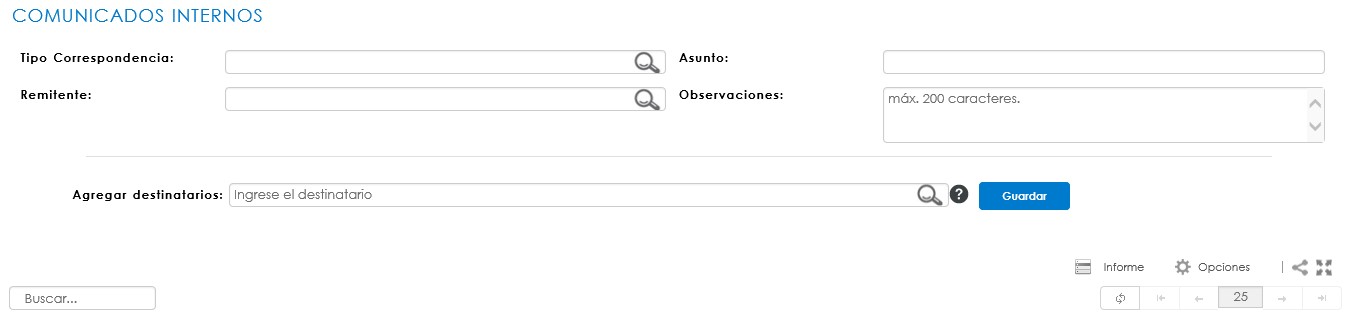 COMUNICADOS INTERNOS
Tipo Correspondencia:
Asunto:
Remitente:
Observaciones:
máx. 200 caracteres.
Agregar destinatarios:
Ingrese el destinatario
?
Guardar
Informe
Opciones
|
Buscar...
25